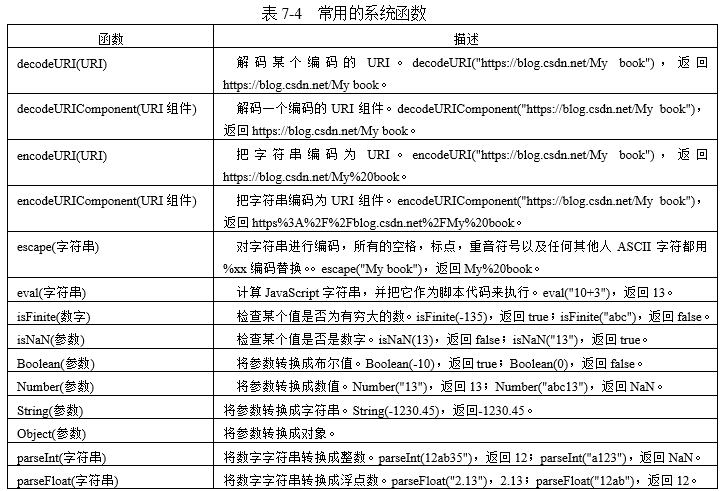 表 7-4 常用的系统函数
函数 描述
decodeURI(URI) 解码某个编码的 URI。decodeURI("https://blog.csdn.net/My book")，返回
https://blog.csdn.net/My book。
decodeURIComponent(URI 组件) 解码一个编码的 URI 组件。decodeURIComponent("https://blog.csdn.net/My book")，
返回 https://blog.csdn.net/My book。
encodeURI(URI) 把字符串编码为 URI。encodeURI("https://blog.csdn.net/My book")，返回
https://blog.csdn.net/My%20book。
encodeURIComponent(URI 组件) 把字符串编码为 URI 组件。encodeURIComponent("https://blog.csdn.net/My book")，
返回 https%3A%2F%2Fblog.csdn.net%2FMy%20book。
escape(字符串) 对字符串进行编码，所有的空格，标点，重音符号以及任何其他人 ASCII 字符都用
%xx 编码替换。。escape("My book")，返回 My%20book。
eval(字符串) 计算 JavaScript 字符串，并把它作为脚本代码来执行。eval("10+3")，返回 13。
isFinite(数字) 检查某个值是否为有穷大的数。isFinite(-135)，返回 true；isFinite("abc")，返回 false。
isNaN(参数) 检查某个值是否是数字。isNaN(13)，返回 false；isNaN("13")，返回 true。
Boolean(参数) 将参数转换成布尔值。Boolean(-10)，返回 true；Boolean(0)，返回 false。
Number(参数) 将参数转换成数值。Number("13")，返回 13；Number("abc13")，返回 NaN。
String(参数) 将参数转换成字符串。String(-1230.45)，返回-1230.45。
Object(参数) 将参数转换成对象。
parseInt(字符串) 将数字字符串转换成整数。parseInt(12ab35")，返回 12；parseInt("a123")，返回 NaN。
parseFloat(字符串) 将数字字符串转换成浮点数。parseFloat("2.13")，2.13；parseFloat("12ab")，返回 12。